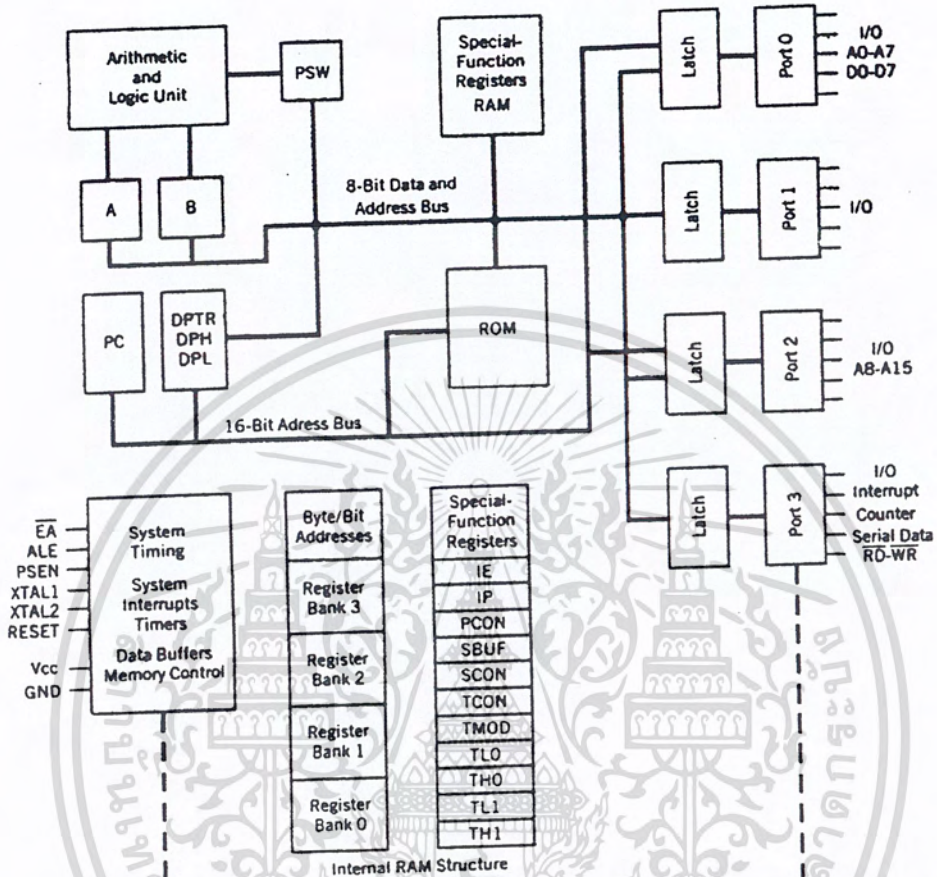 Arithmetic
and
Logic Unit
PSW
Special-
Function
Registers
RAM
Latch
Port 0
I/O
A0-A7
D0-D7
A
B
8-Bit Data and
Address Bus
Latch
Port 1
I/O
PC
DPTR
DPH
DPL
ROM
Latch
Port 2
I/O
A8-A15
16-Bit Adress Bus
Latch
Port 3
I/O
Interrupt
Counter
Serial Data
RD-WR
EA
ALE
PSEN
XTAL1
XTAL2
RESET
Vcc
GND
System
Timing
System
Interrupts
Timers
Data Buffers
Memory Control
Byte/Bit
Addresses
Register
Bank 3
Register
Bank 2
Register
Bank 1
Register
Bank 0
Special-
Function
Registers
IE
IP
PCON
SBUF
SCON
TCON
TMOD
TL0
TH0
TL1
TH1
Internal RAM Structure